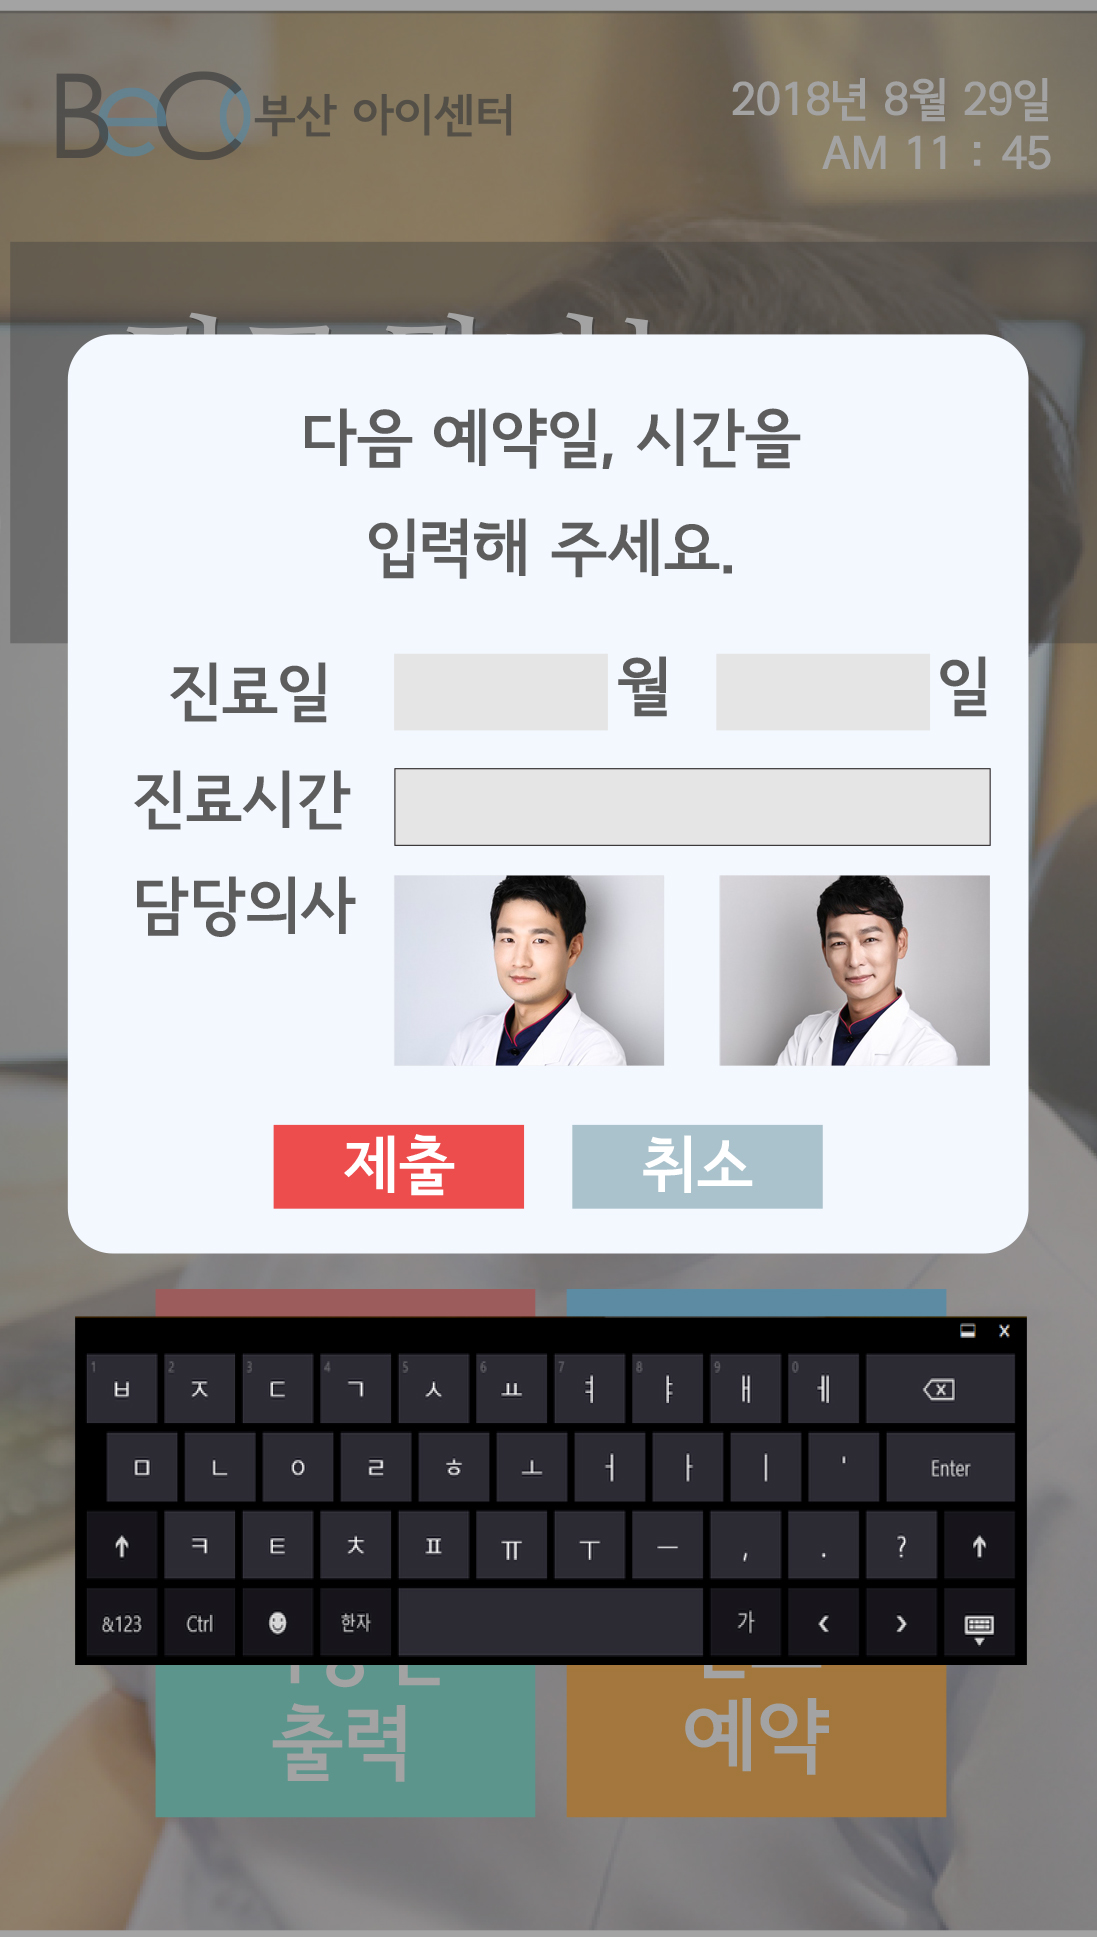 BeC 부산 아이센터
2018년 8월 29일
AM 11 : 45
다음 예약일, 시간을
입력해 주세요.
진료일 월 일
진료시간
담당의사
제출 취소
1 ㅂ 2 ㅈ 3 ㄷ 4 ㄱ 5 ㅅ 6 ㅛ 7 ㅕ 8 ㅑ 9 ㅐ 0 ㅔ
ㅁ ㄴ ㅇ ㄹ ㅎ ㅗ ㅓ ㅏ ㅣ ' Enter
ㅋ ㅌ ㅊ ㅍ ㅠ ㅜ ㅡ , . ?
&123 Ctrl 한자 가 < >
출력 예약